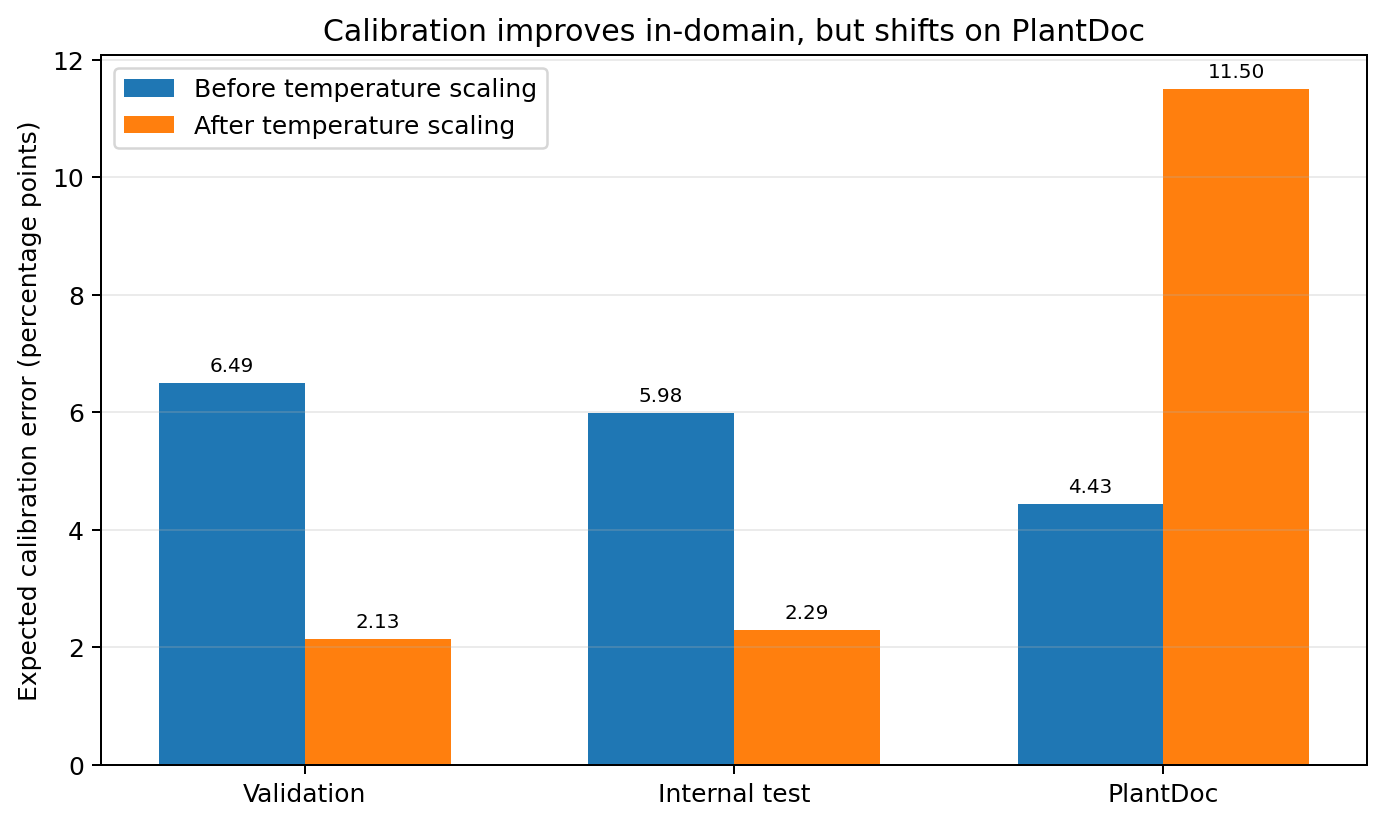 Calibration improves in-domain, but shifts on PlantDoc
Expected calibration error (percentage points)
12
10
8
6
4
2
0
Before temperature scaling
After temperature scaling
6.49
2.13
5.98
2.29
4.43
11.50
Validation
Internal test
PlantDoc